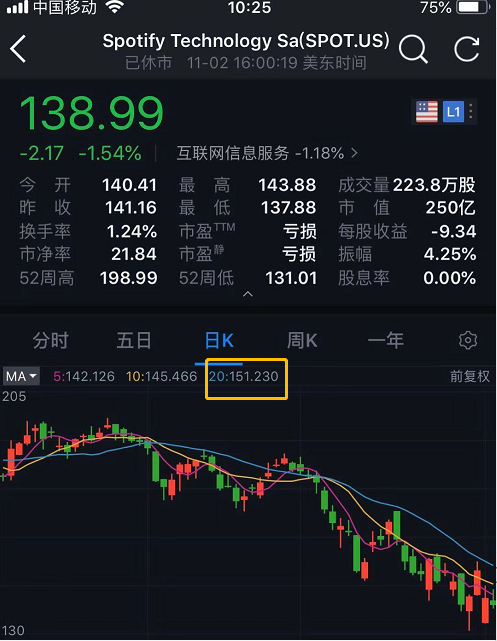 中国移动 10:25 75%
Spotify Technology Sa(SPOT.US)
已休市 11-02 16:00:19 美东时间
138.99
L1
-2.17 -1.54% 互联网信息服务 -1.18%
今开 140.41 最高 143.88 成交量 223.8万股
昨收 141.16 最低 137.88 市值 250亿
换手率 1.24% 市盈TTM 亏损 每股收益 -9.34
市净率 21.84 市盈静 亏损 振幅 4.25%
52周高 198.99 52周低 131.01 股息率 0.00%
分时 五日 日K 周K 一年
MA 5:142.126 10:145.466 20:151.230 前复权
205
130